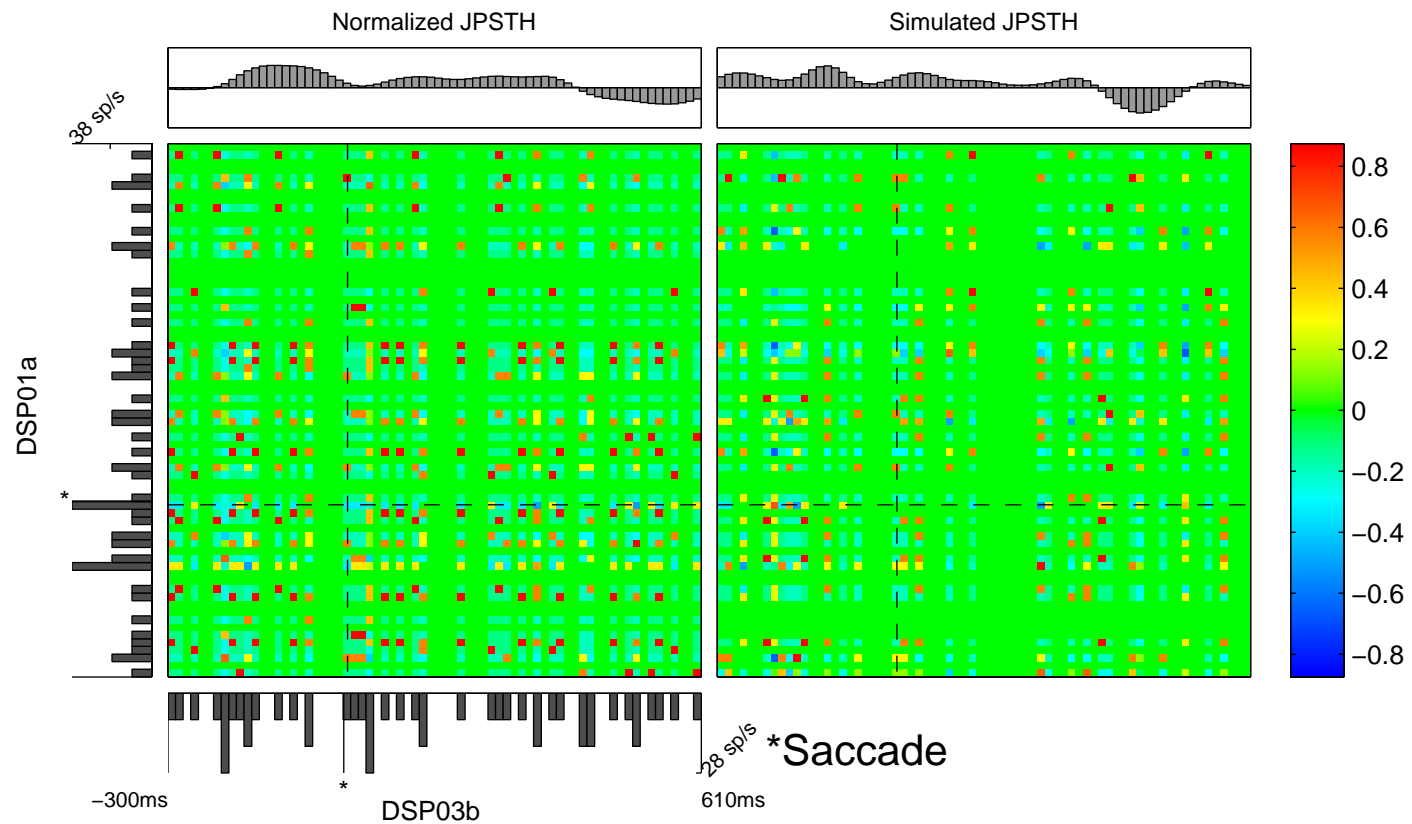 Normalized JPSTH
Simulated JPSTH
38 sp/s
DSP01a
*
0.8
0.6
0.4
0.2
0
−0.2
−0.4
−0.6
−0.8
28 sp/s
*Saccade
*
−300ms
DSP03b
610ms